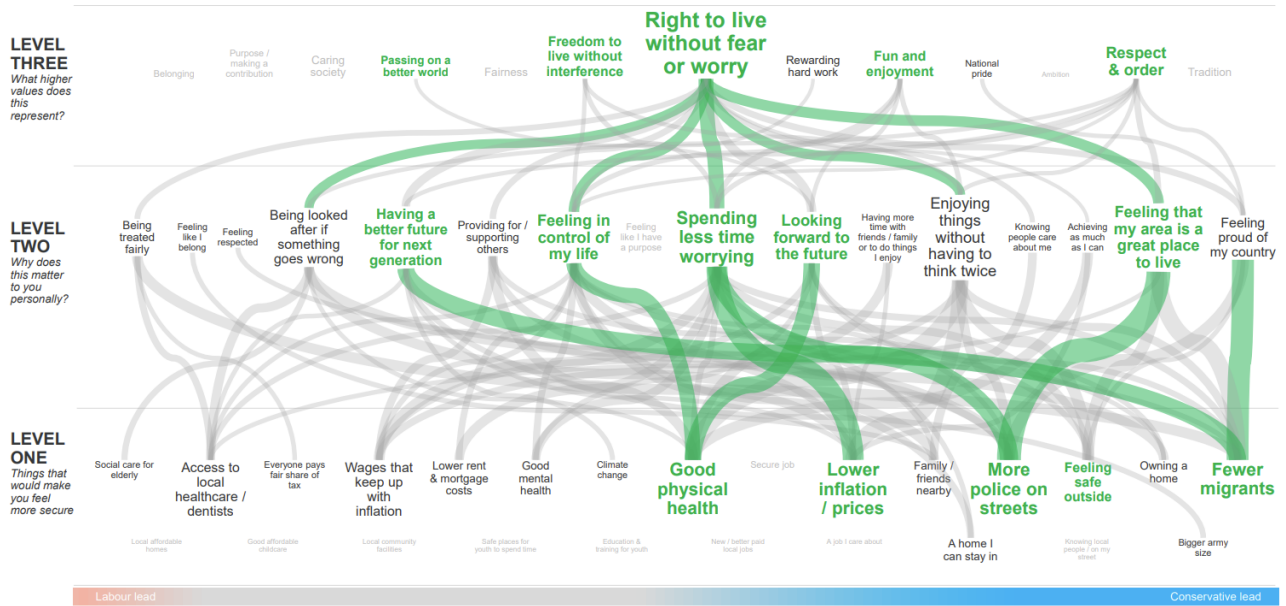 LEVEL
THREE
What higher
values does
this
represent?
Belonging
Purpose /
making a
contribution
Caring
society
Passing on a
better world
Fairness
Freedom to
live without
interference
Right to live
without fear
or worry
Rewarding
hard work
Fun and
enjoyment
National
pride
Ambition
Respect
& order
Tradition
LEVEL
TWO
Why does
this matter
to you
personally?
Being
treated
fairly
Feeling
like I
belong
Feeling
respected
Being looked
after if
something
goes wrong
Having a
better future
for next
generation
Providing for /
supporting
others
Feeling in
control of
my life
Feeling
like I have
a purpose
Spending
less time
worrying
Looking
forward to
the future
Having more
time with
friends / family
or to do things
I enjoy
Enjoying
things
without
having to
think twice
Knowing
people care
about me
Achieving
as much
as I can
Feeling that
my area is a
great place
to live
Feeling
proud of
my country
LEVEL
ONE
Things that
would make
you feel
more secure
Social care for
elderly
Access to
local
healthcare /
dentists
Everyone pays
fair share of
tax
Wages that
keep up
with
inflation
Lower rent
& mortgage
costs
Good
mental
health
Climate
change
Good
physical
health
Secure job
Lower
inflation
/ prices
Family /
friends
nearby
More
police on
streets
Feeling
safe
outside
Owning a
home
Fewer
migrants
Local affordable
homes
Good affordable
childcare
Local community
facilities
Safe places for
youth to spend time
Education &
training for youth
New / better paid
local jobs
A job I care about
A home I
can stay in
Knowing local
people / on my
street
Bigger army
size
Labour lead
Conservative lead